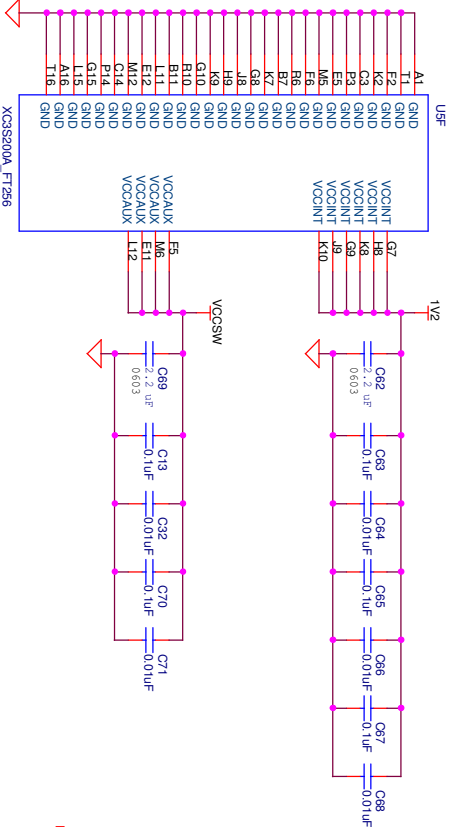 U5F
A1 GND VCCINT G7
T1 GND VCCINT H8
F2 GND VCCINT K8
K2 GND VCCINT G9
C3 GND VCCINT J9
P3 GND VCCINT K10
E5 GND
M5 GND
F6 GND
R6 GND
B7 GND
K7 GND
G8 GND
J8 GND
H9 GND
K9 GND
G10 GND
R10 GND
B11 GND VCCAUX F5
L11 GND VCCAUX M6
E12 GND VCCAUX E11
M12 GND VCCAUX L12
C14 GND
P14 GND
G15 GND
L15 GND
A16 GND
T16 GND
XC3S200A_FT256
1V2
C62
2.2 uF
0603
C63
0.1uF
C64
0.01uF
C65
0.1uF
C66
0.01uF
C67
0.1uF
C68
0.01uF
VCCSW
C69
2.2 uF
0603
C13
0.1uF
C32
0.01uF
C70
0.1uF
C71
0.01uF